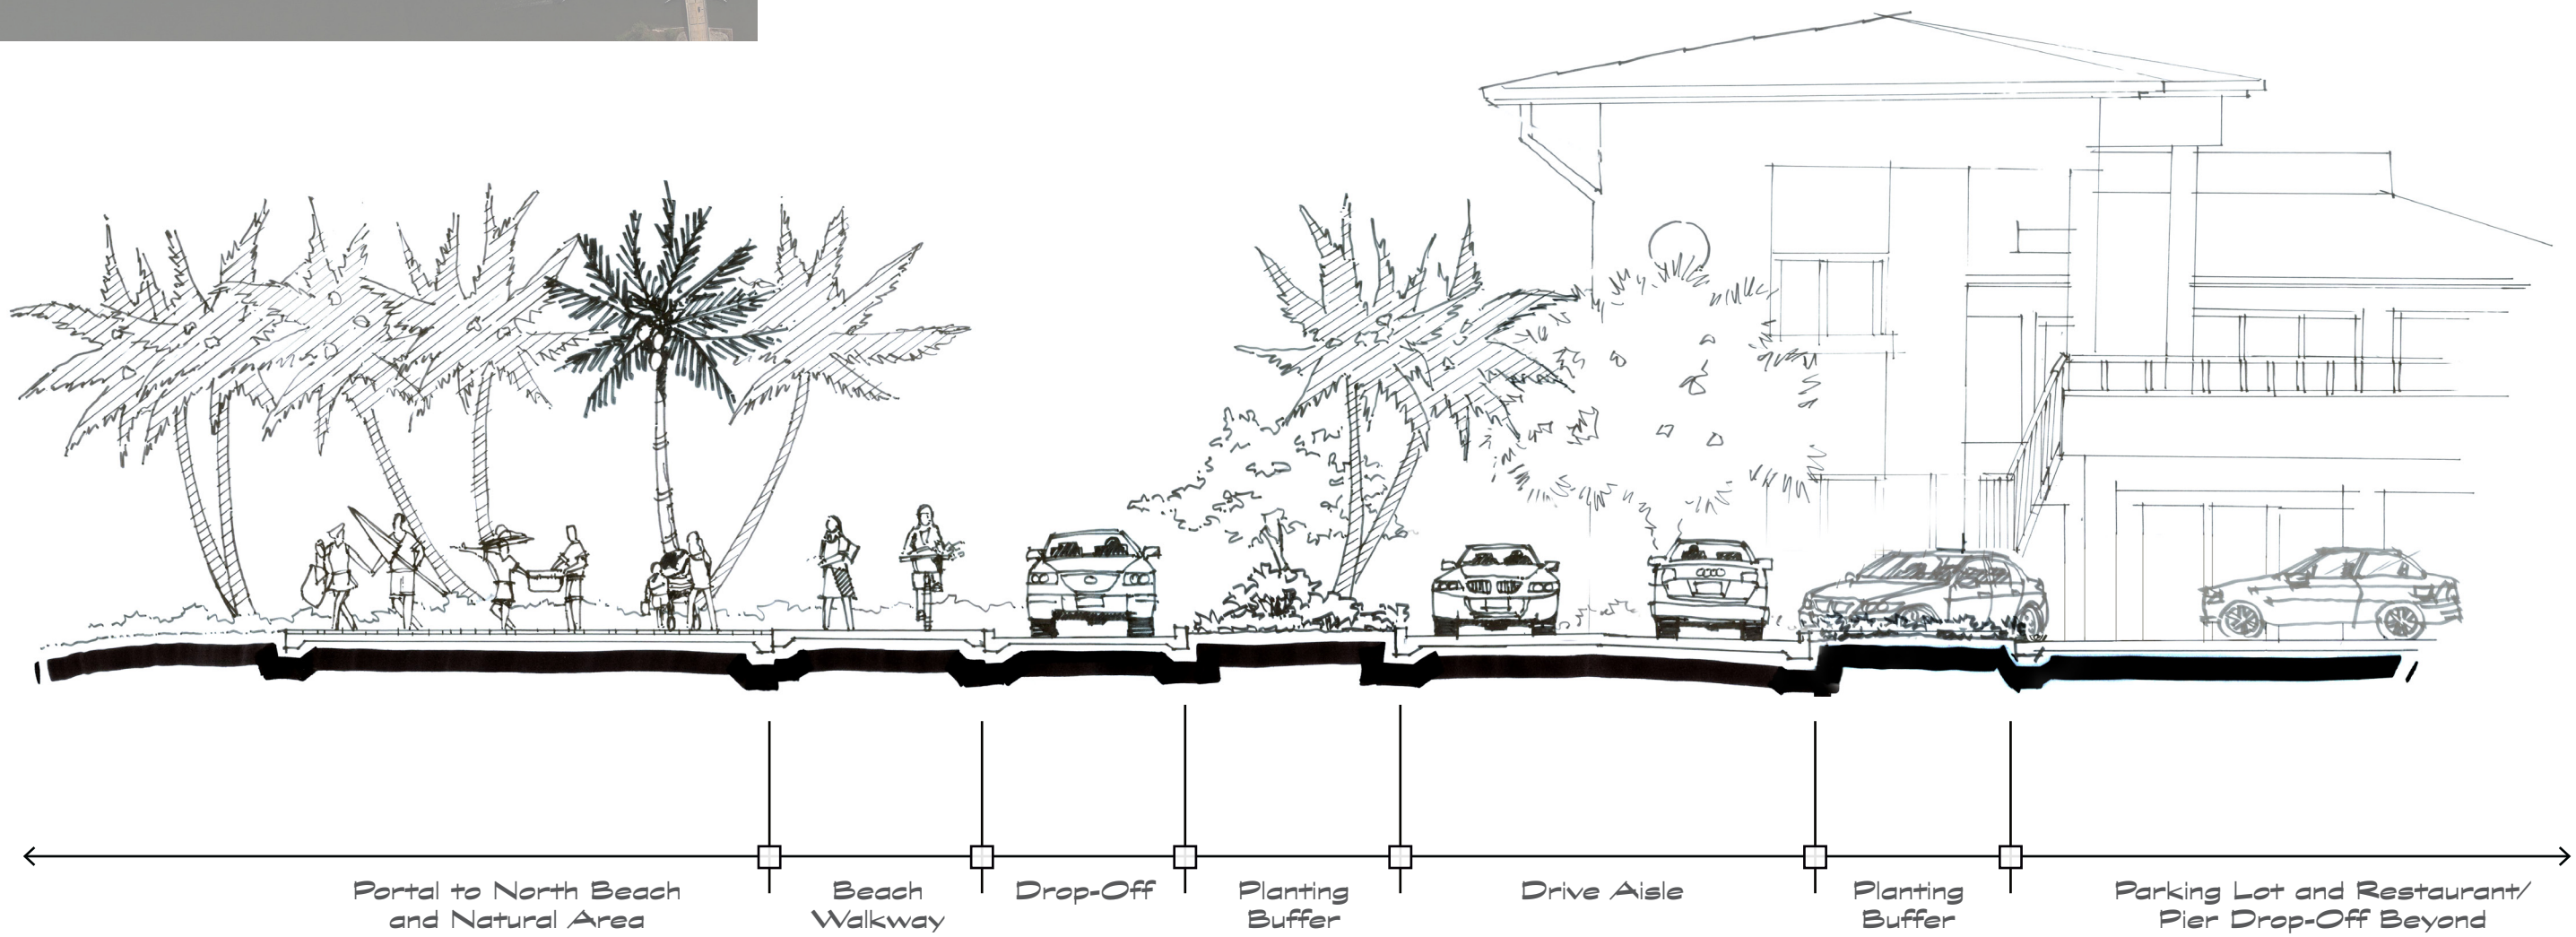 Portal to North Beach
and Natural Area
Beach
Walkway
Drop-Off
Planting
Buffer
Drive Aisle
Planting
Buffer
Parking Lot and Restaurant/
Pier Drop-Off Beyond